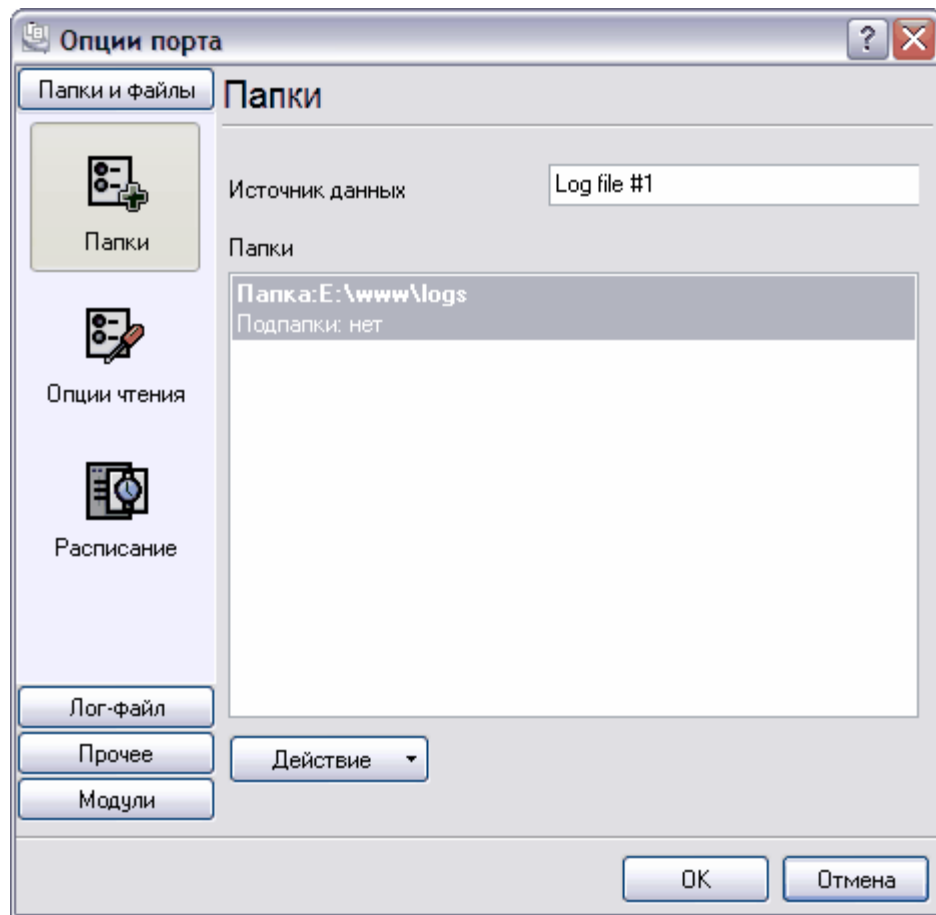 Опции порта
Папки и файлы
Папки
Опции чтения
Расписание
Лог-файл
Прочее
Модули
Папки
Источник данных
Log file #1
Папки
Папка:E:\www\logs
Подпапки: нет
Действие
OK
Отмена